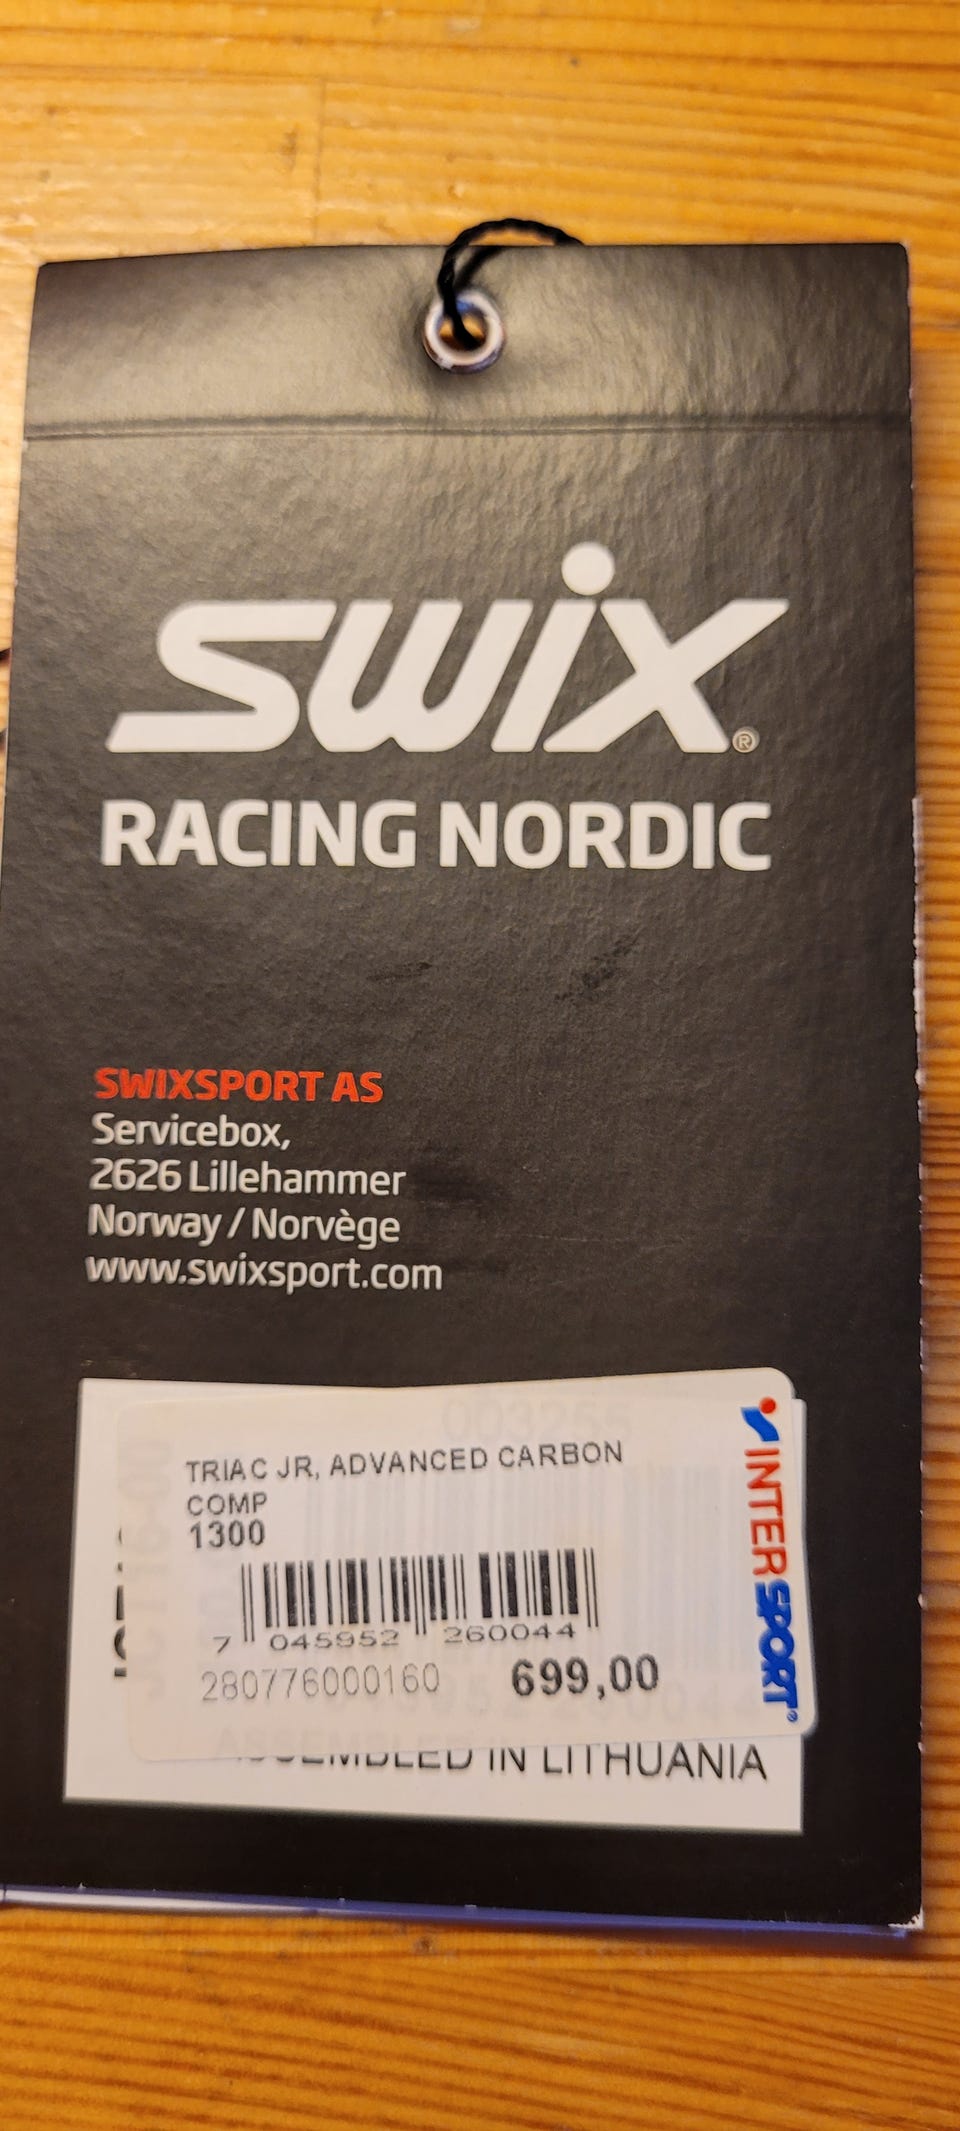 swix®
RACING NORDIC
SWIXSPORT AS
Servicebox,
2626 Lillehammer
Norway / Norvège
www.swixsport.com
003255
TRIAC JR, ADVANCED CARBON
COMP
1300
7 045952 260044
280776000160 699,00
INTERSPORT®
ASSEMBLED IN LITHUANIA